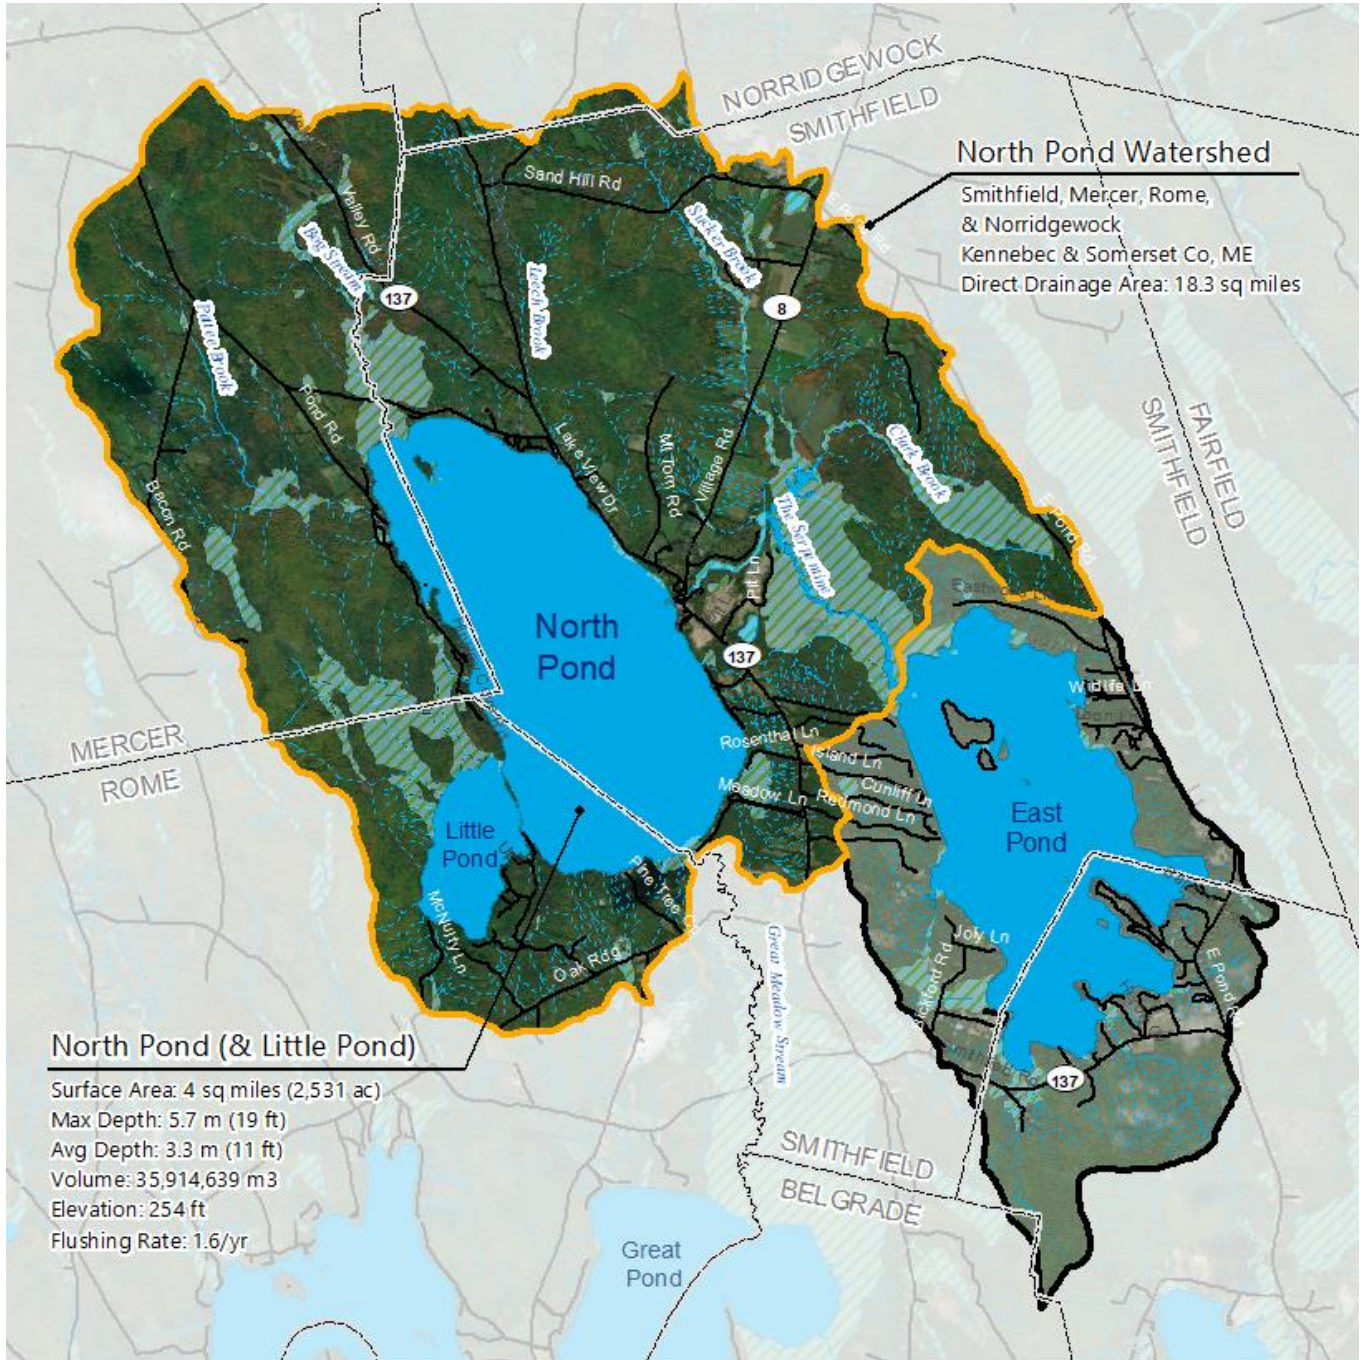 NORRIDGEWOCK
SMITHFIELD
North Pond Watershed
Smithfield, Mercer, Rome,
& Norridgewock
Kennebec & Somerset Co, ME
Direct Drainage Area: 18.3 sq miles
Sand Hill Rd
Valley Rd
Bog Stream
Sucker Brook
137
8
Leech Brook
Pattee Brook
Pond Rd
Lake View Dr
Mt Tom Rd
Village Rd
Clark Brook
FAIRFIELD
SMITHFIELD
Bacon Rd
The Serpentine
E Pond Rd
Pit Ln
North
Pond
137
Wildlife Ln
MERCER
ROME
Rosenthal Ln
Island Ln
Cunliff Ln
Meadow Ln
Redmond Ln
East
Pond
Little
Pond
Pine Tree
McNulty Ln
Oak Rdg
Joly Ln
Great Meadow Stream
E Pond
137
North Pond (& Little Pond)
Surface Area: 4 sq miles (2,531 ac)
Max Depth: 5.7 m (19 ft)
Avg Depth: 3.3 m (11 ft)
Volume: 35,914,639 m3
Elevation: 254 ft
Flushing Rate: 1.6/yr
SMITHFIELD
BELGRADE
Great
Pond